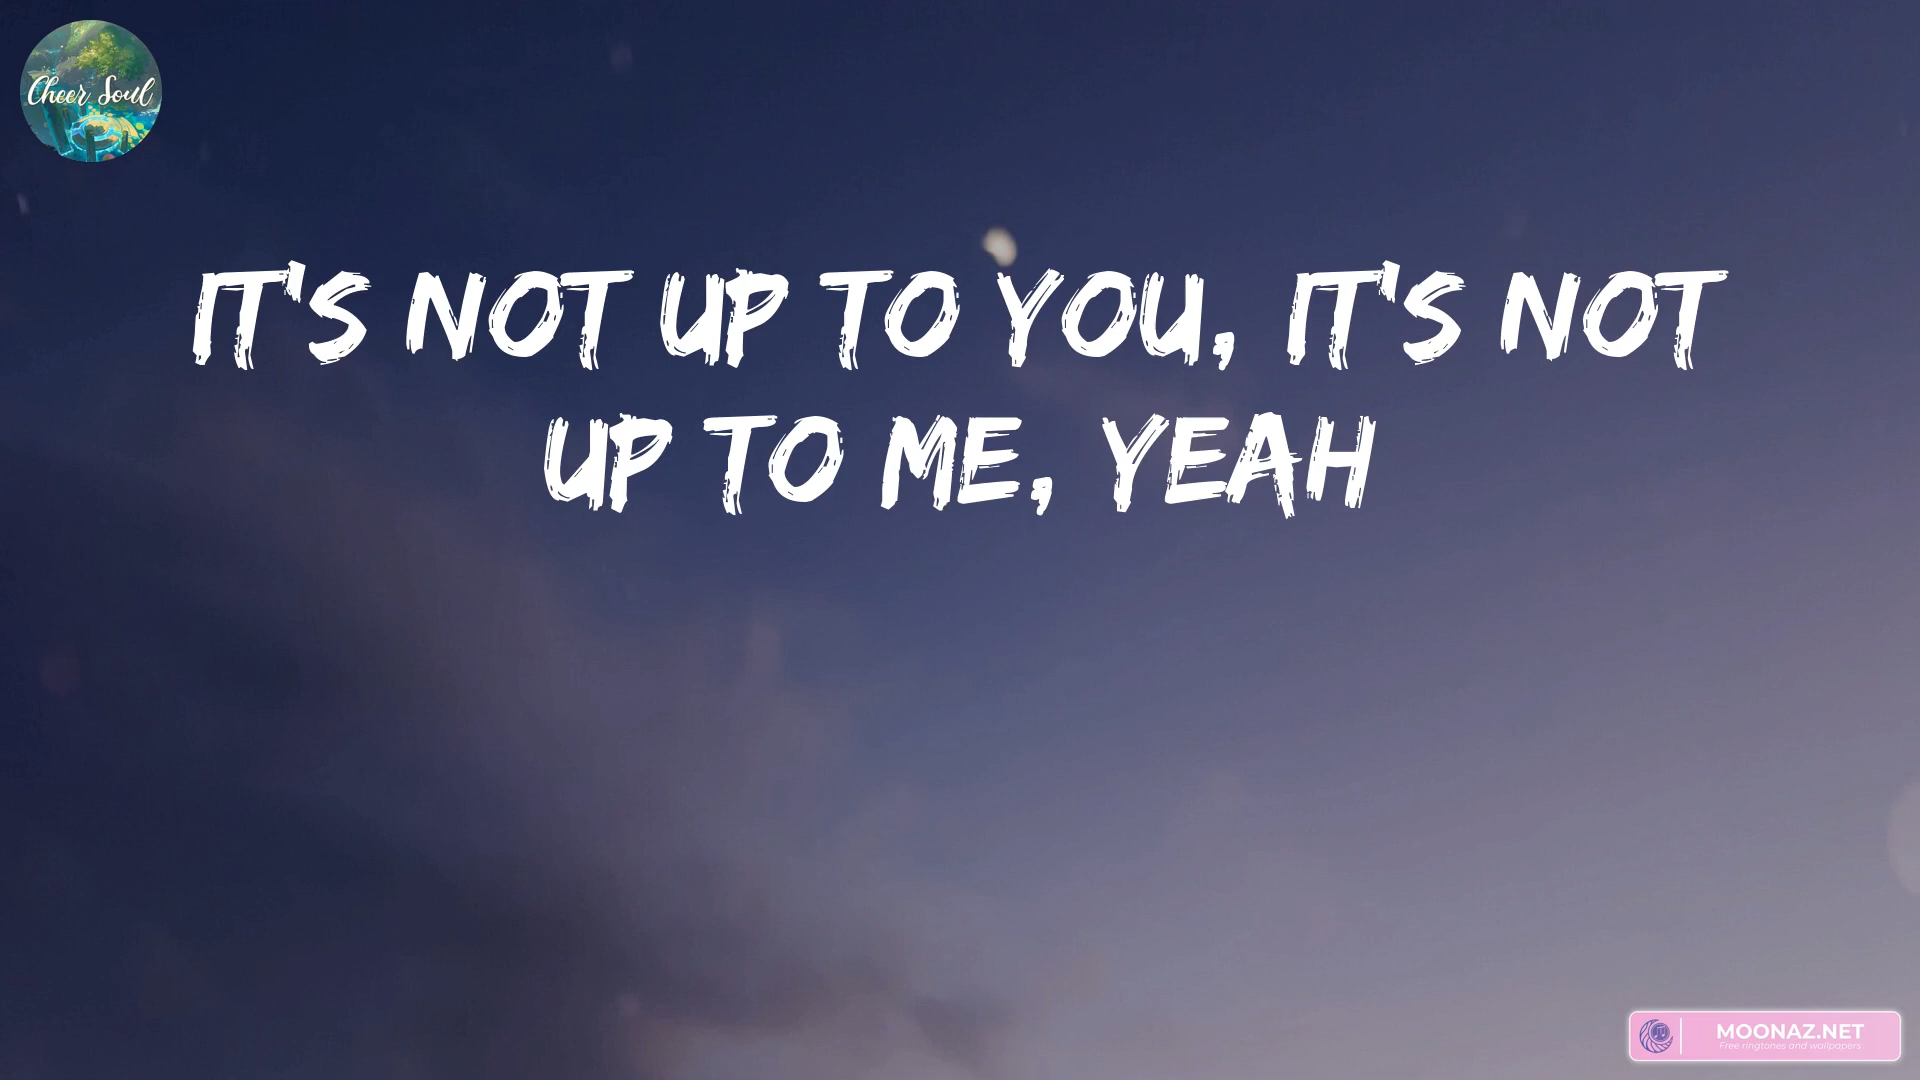 Cheer Soul
IT'S NOT UP TO YOU, IT'S NOT
UP TO ME, YEAH
MOONAZ.NET
Free ringtones and wallpapers